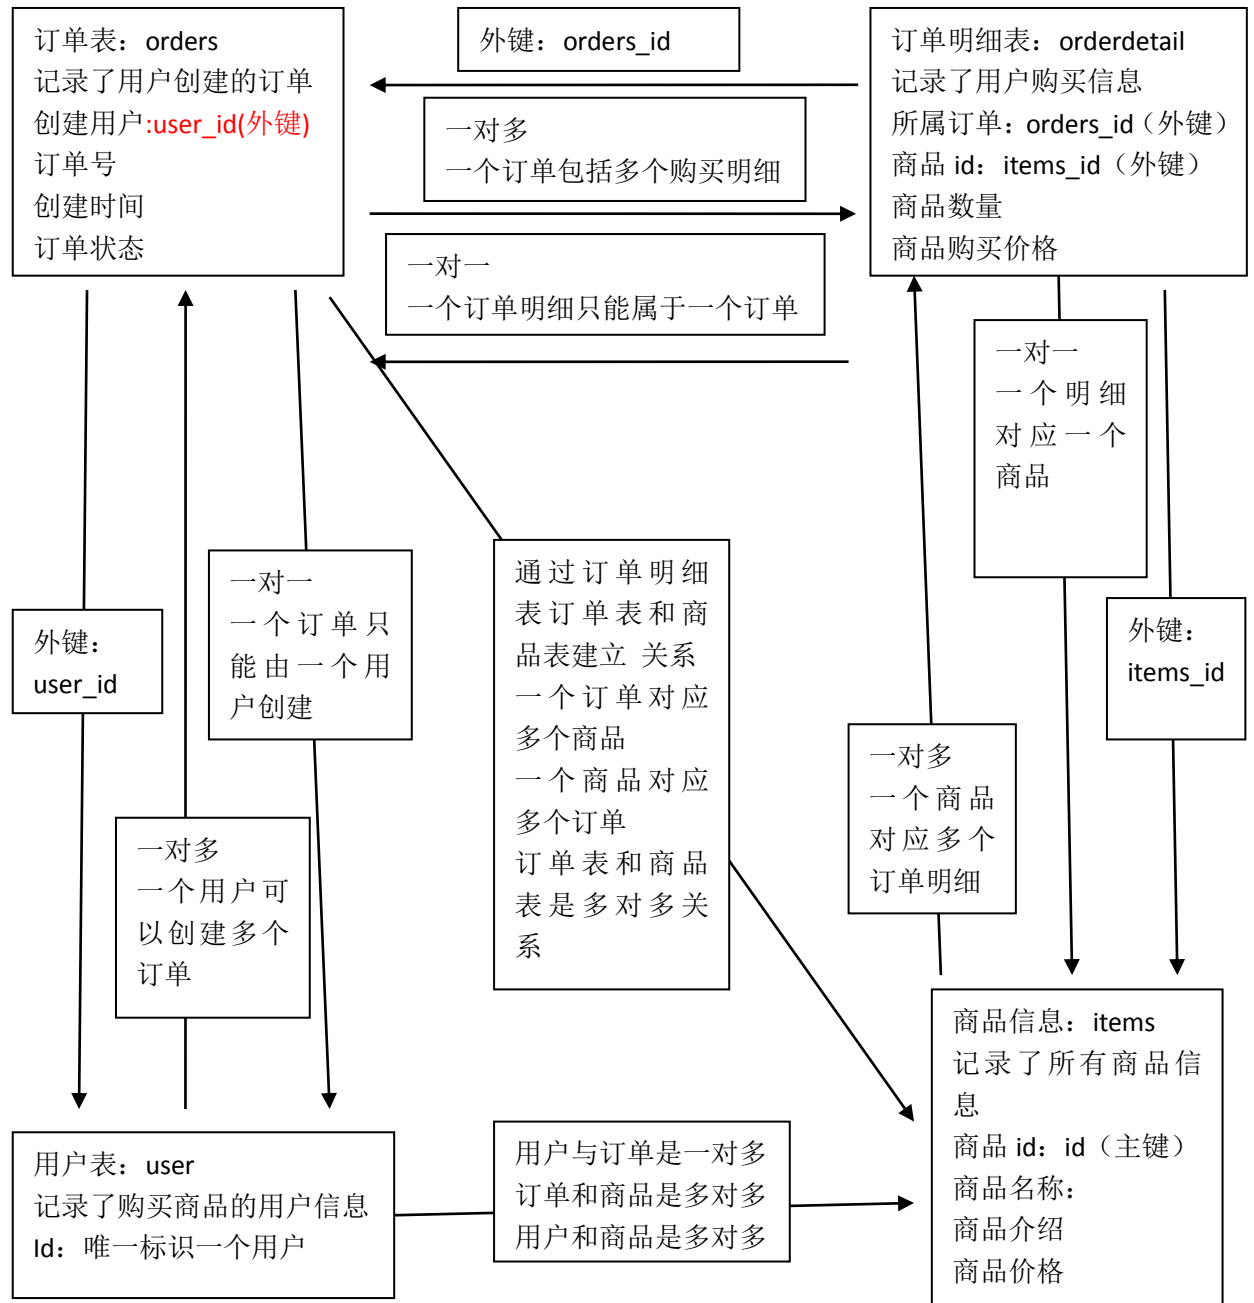 订单表：orders
记录了用户创建的订单
创建用户:user_id(外键)
订单号
创建时间
订单状态
外键：orders_id
一对多
一个订单包括多个购买明细
一对一
一个订单明细只能属于一个订单
订单明细表：orderdetail
记录了用户购买信息
所属订单：orders_id（外键）
商品 id：items_id（外键）
商品数量
商品购买价格
一对一
一个明细
对应一个
商品
外键：
user_id
一对一
一个订单只
能由一个用
户创建
通过订单明细
表订单表和商
品表建立 关系
一个订单对应
多个商品
一个商品对应
多个订单
订单表和商品
表是多对多关
系
外键：
items_id
一对多
一个商品
对应多个
订单明细
一对多
一个用户可
以创建多个
订单
用户表：user
记录了购买商品的用户信息
Id：唯一标识一个用户
用户与订单是一对多
订单和商品是多对多
用户和商品是多对多
商品信息：items
记录了所有商品信
息
商品 id：id（主键）
商品名称：
商品介绍
商品价格